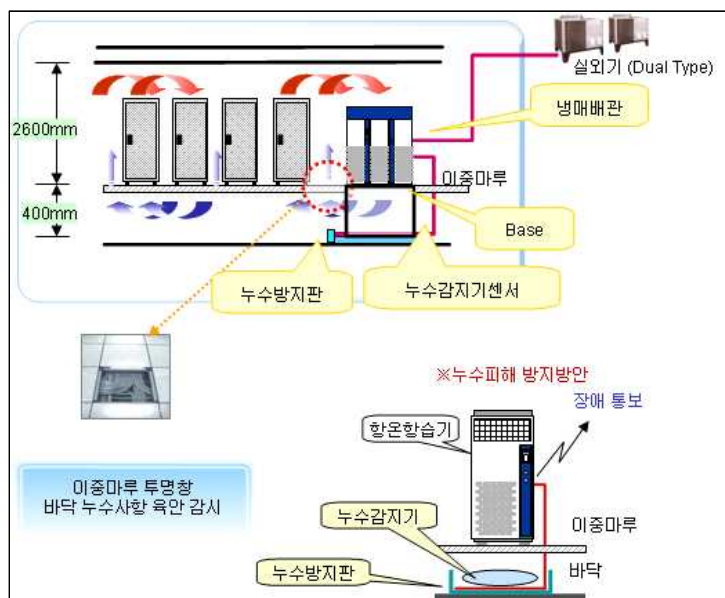 실외기 (Dual Type)
냉매배관
2600mm
이중마루
400mm
Base
누수방지판
누수감지기센서
※누수피해 방지방안
장애 통보
항온항습기
이중마루 투명창
바닥 누수사항 육안 감시
누수감지기
이중마루
바닥
누수방지판